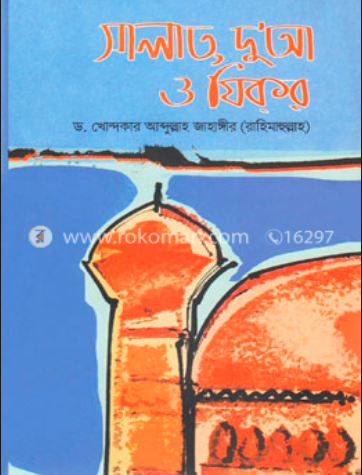 সালাত, দু'আ
ও যিক্‌র
ড. খোন্দকার আব্দুল্লাহ জাহাঙ্গীর (রাহিমাহুল্লাহ)
www.rokomari.com 16297